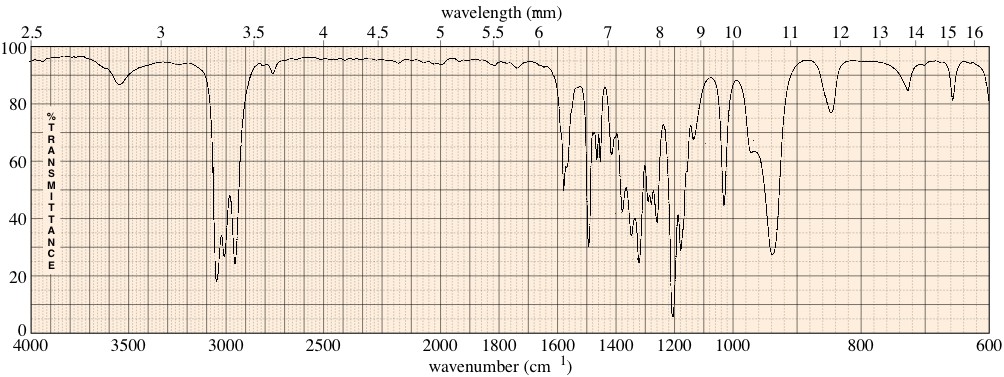 wavelength (mm)
2.5 3 3.5 4 4.5 5 5.5 6 7 8 9 10 11 12 13 14 15 16
100
80
60
40
20
0
%
T
R
A
N
S
M
I
T
T
A
N
C
E
4000 3500 3000 2500 2000 1800 1600 1400 1200 1000 800 600
wavenumber (cm 1)